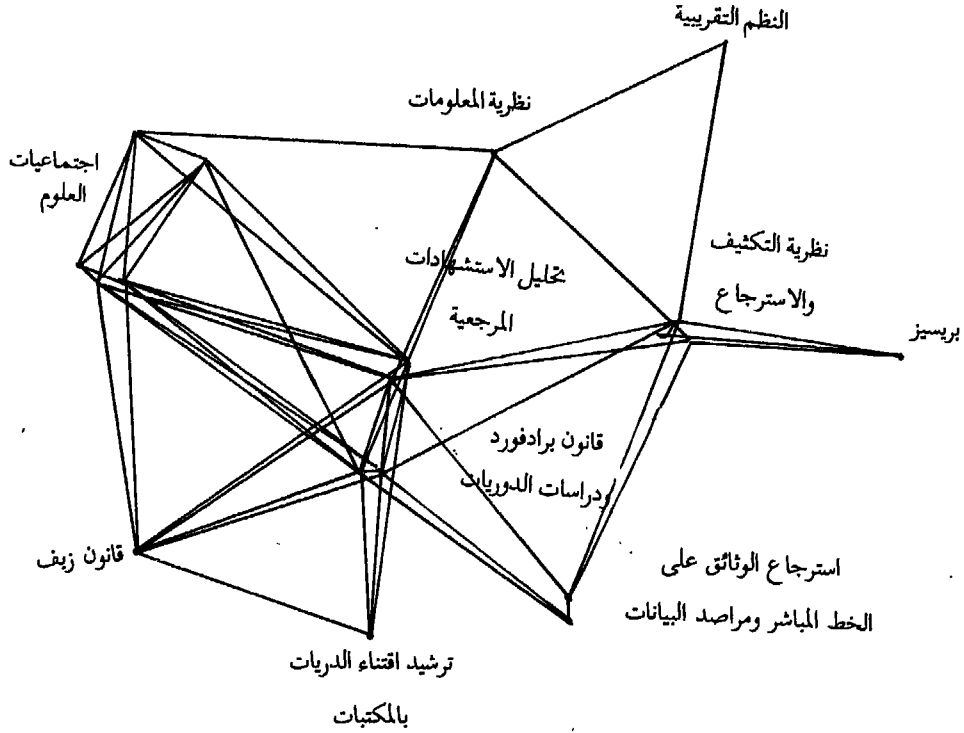 النظم التقريبية
نظرية المعلومات
اجتماعيات
العلوم
نظرية التكثيف
والاسترجاع
تحليل الاستشهادات
المرجعية
بريسيز
قانون برادفورد
ودراسات الدوريات
قانون زيف
استرجاع الوثائق على
الخط المباشر ومراصد البيانات
ترشيد اقتناء الدريات
بالمكتبات